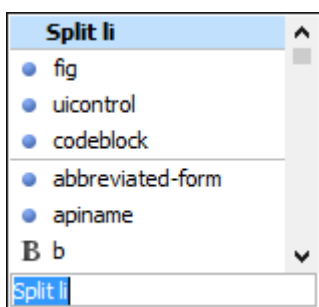 Split li
fig
uicontrol
codeblock
abbreviated-form
apiname
B b
Split li